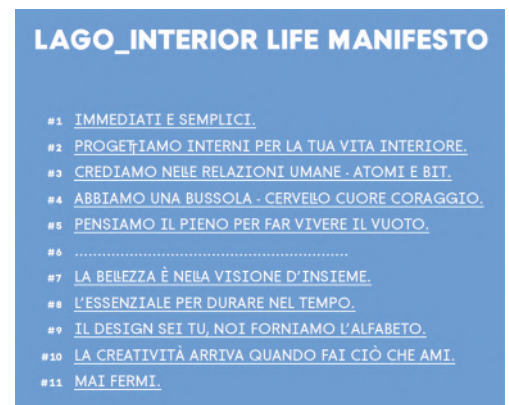 LAGO_INTERIOR LIFE MANIFESTO
#1 IMMEDIATI E SEMPLICI.
#2 PROGETTIAMO INTERNI PER LA TUA VITA INTERIORE.
#3 CREDIAMO NELLE RELAZIONI UMANE - ATOMI E BIT.
#4 ABBIAMO UNA BUSSOLA - CERVELLO CUORE CORAGGIO.
#5 PENSIAMO IL PIENO PER FAR VIVERE IL VUOTO.
#6 ............................................................
#7 LA BELLEZZA È NELLA VISIONE D'INSIEME.
#8 L'ESSENZIALE PER DURARE NEL TEMPO.
#9 IL DESIGN SEI TU, NOI FORNIAMO L'ALFABETO.
#10 LA CREATIVITÀ ARRIVA QUANDO FAI CIÒ CHE AMI.
#11 MAI FERMI.